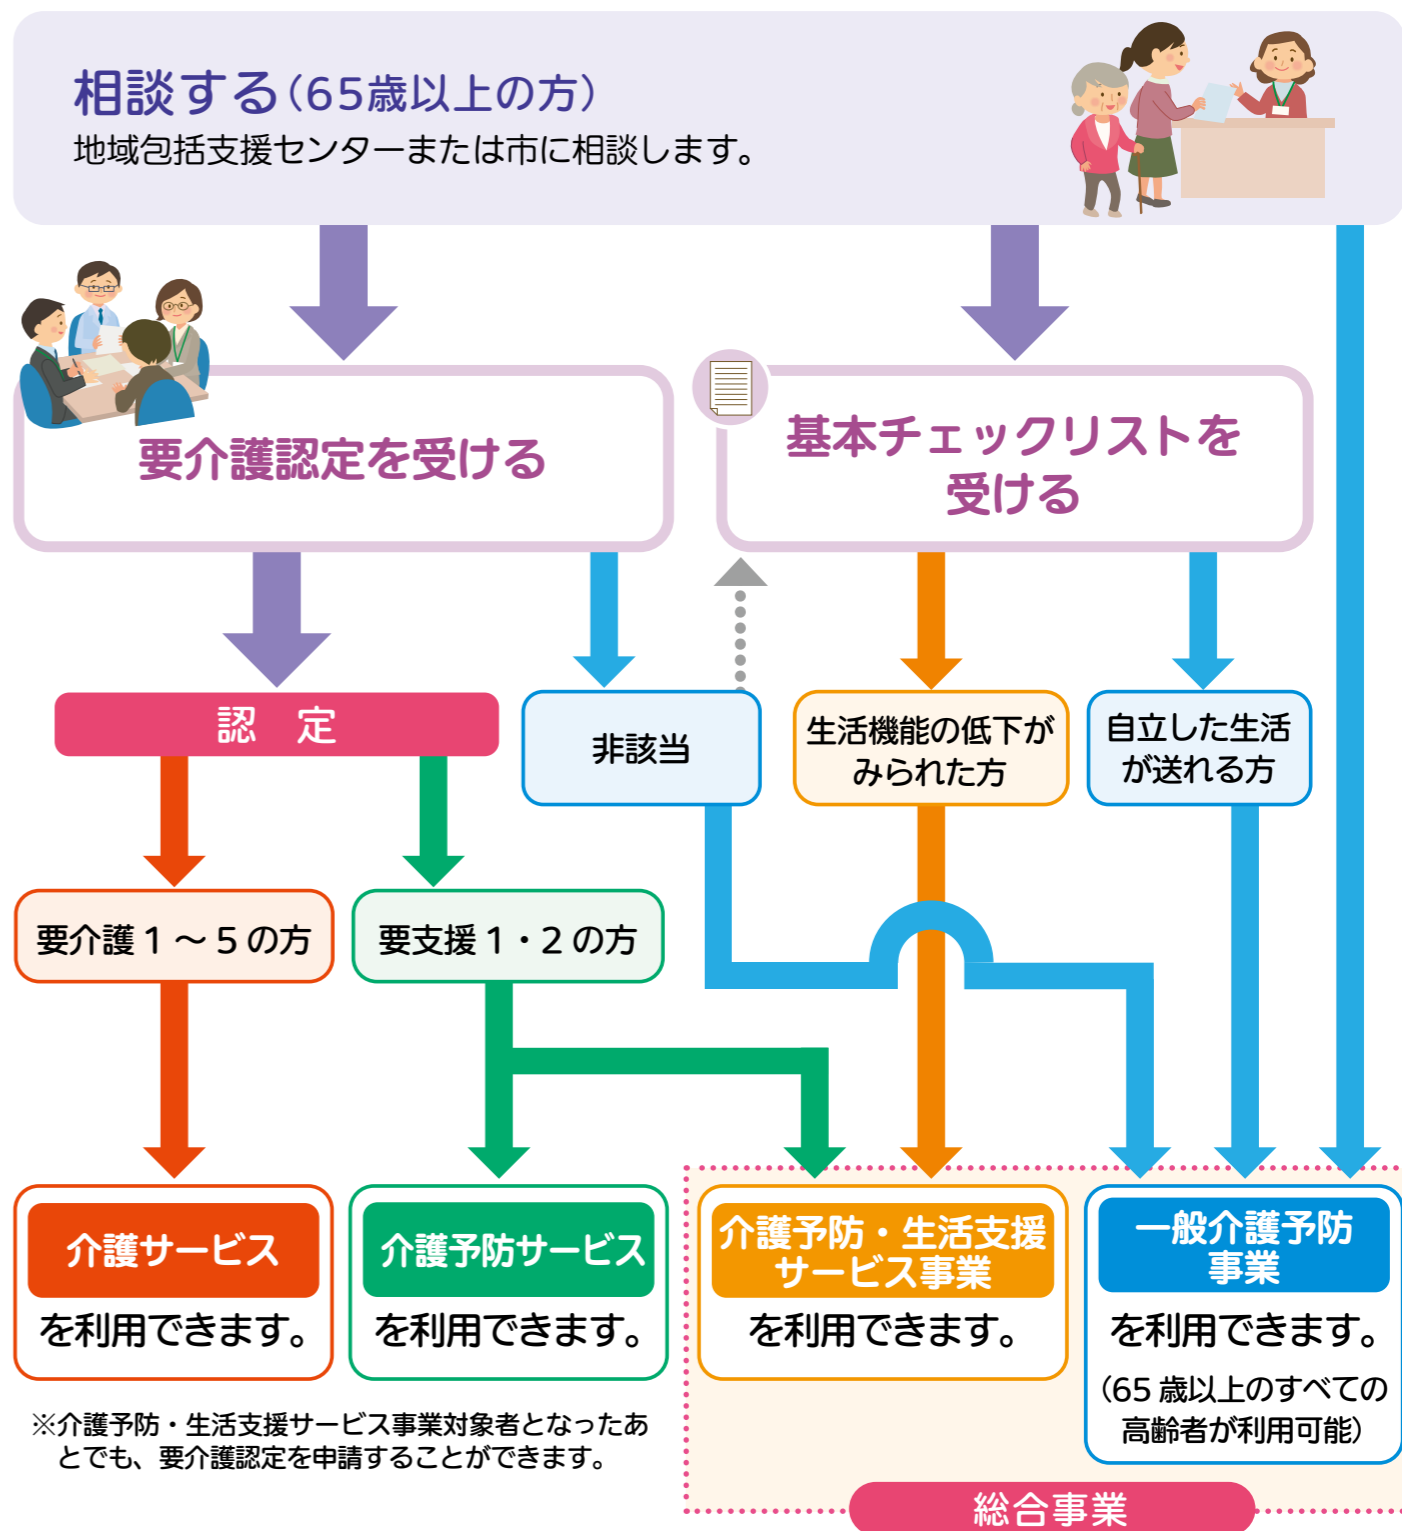 相談する（65歳以上の方）
地域包括支援センターまたは市に相談します。
要介護認定を受ける
基本チェックリストを
受ける
認　定
非該当
生活機能の低下が
みられた方
自立した生活
が送れる方
要介護 1 ～ 5 の方
要支援 1・2 の方
介護サービス
を利用できます。
介護予防サービス
を利用できます。
介護予防・生活支援
サービス事業
を利用できます。
一般介護予防
事業
を利用できます。
（65 歳以上のすべての
高齢者が利用可能）
※介護予防・生活支援サービス事業対象者となったあ
とでも、要介護認定を申請することができます。
総合事業